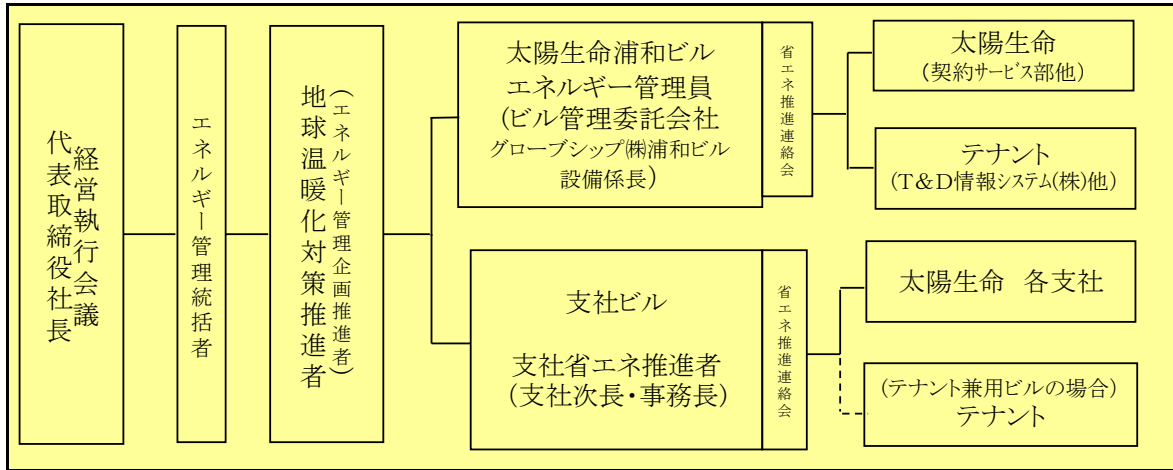 経営執行会議
代表取締役社長
エネルギー管理統括者
(エネルギー管理企画推進者)
地球温暖化対策推進者
太陽生命浦和ビル
エネルギー管理員
(ビル管理委託会社
グローブシップ㈱浦和ビル
設備係長)
省エネ推進連絡会
太陽生命
(契約サービス部他)
テナント
(T&D情報システム(株)他)
支社ビル
支社省エネ推進者
(支社次長・事務長)
省エネ推進連絡会
太陽生命 各支社
(テナント兼用ビルの場合)
テナント